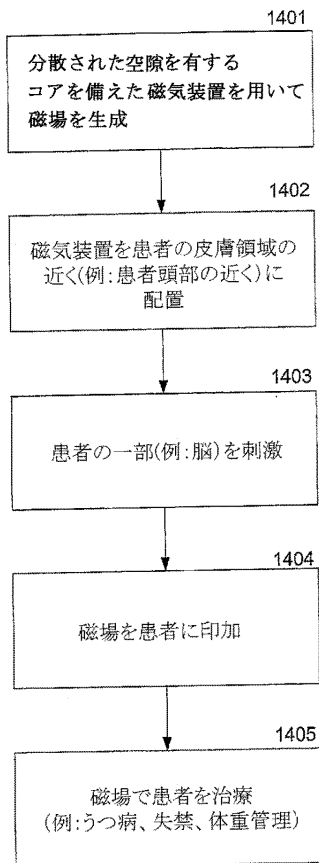 1401
分散された空隙を有する
コアを備えた磁気装置を用いて
磁場を生成
1402
磁気装置を患者の皮膚領域の
近く(例:患者頭部の近く)に
配置
1403
患者の一部(例:脳)を刺激
1404
磁場を患者に印加
1405
磁場で患者を治療
(例:うつ病、失禁、体重管理)